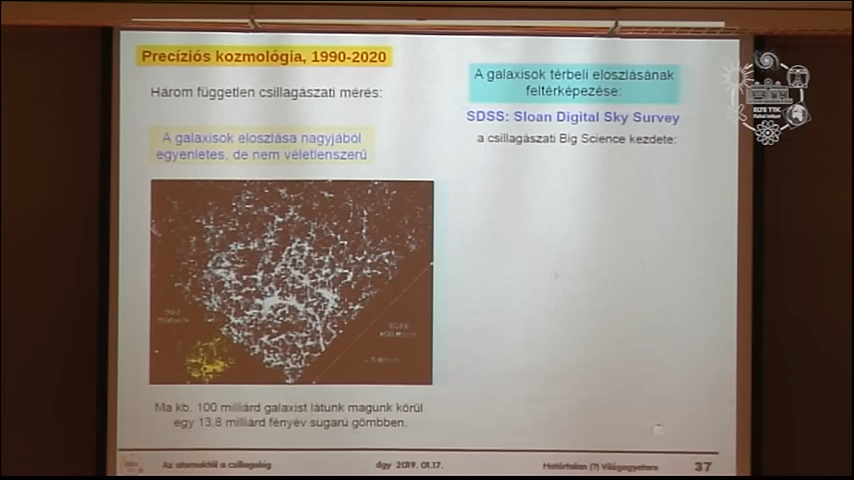 Precíziós kozmológia, 1990-2020
Három független csillagászati mérés:
A galaxisok eloszlása nagyjából
egyenletes, de nem véletlenszerű
Ma kb. 100 milliárd galaxist látunk magunk körül
egy 13,8 milliárd fényév sugarú gömbben.
A galaxisok térbeli eloszlásának
feltérképezése:
SDSS: Sloan Digital Sky Survey
a csillagászati Big Science kezdete:
ELTE TTK
Az atomoktól a csillagokig
dgy 2019. 01.17.
Határtalan (?) Világegyetem
37